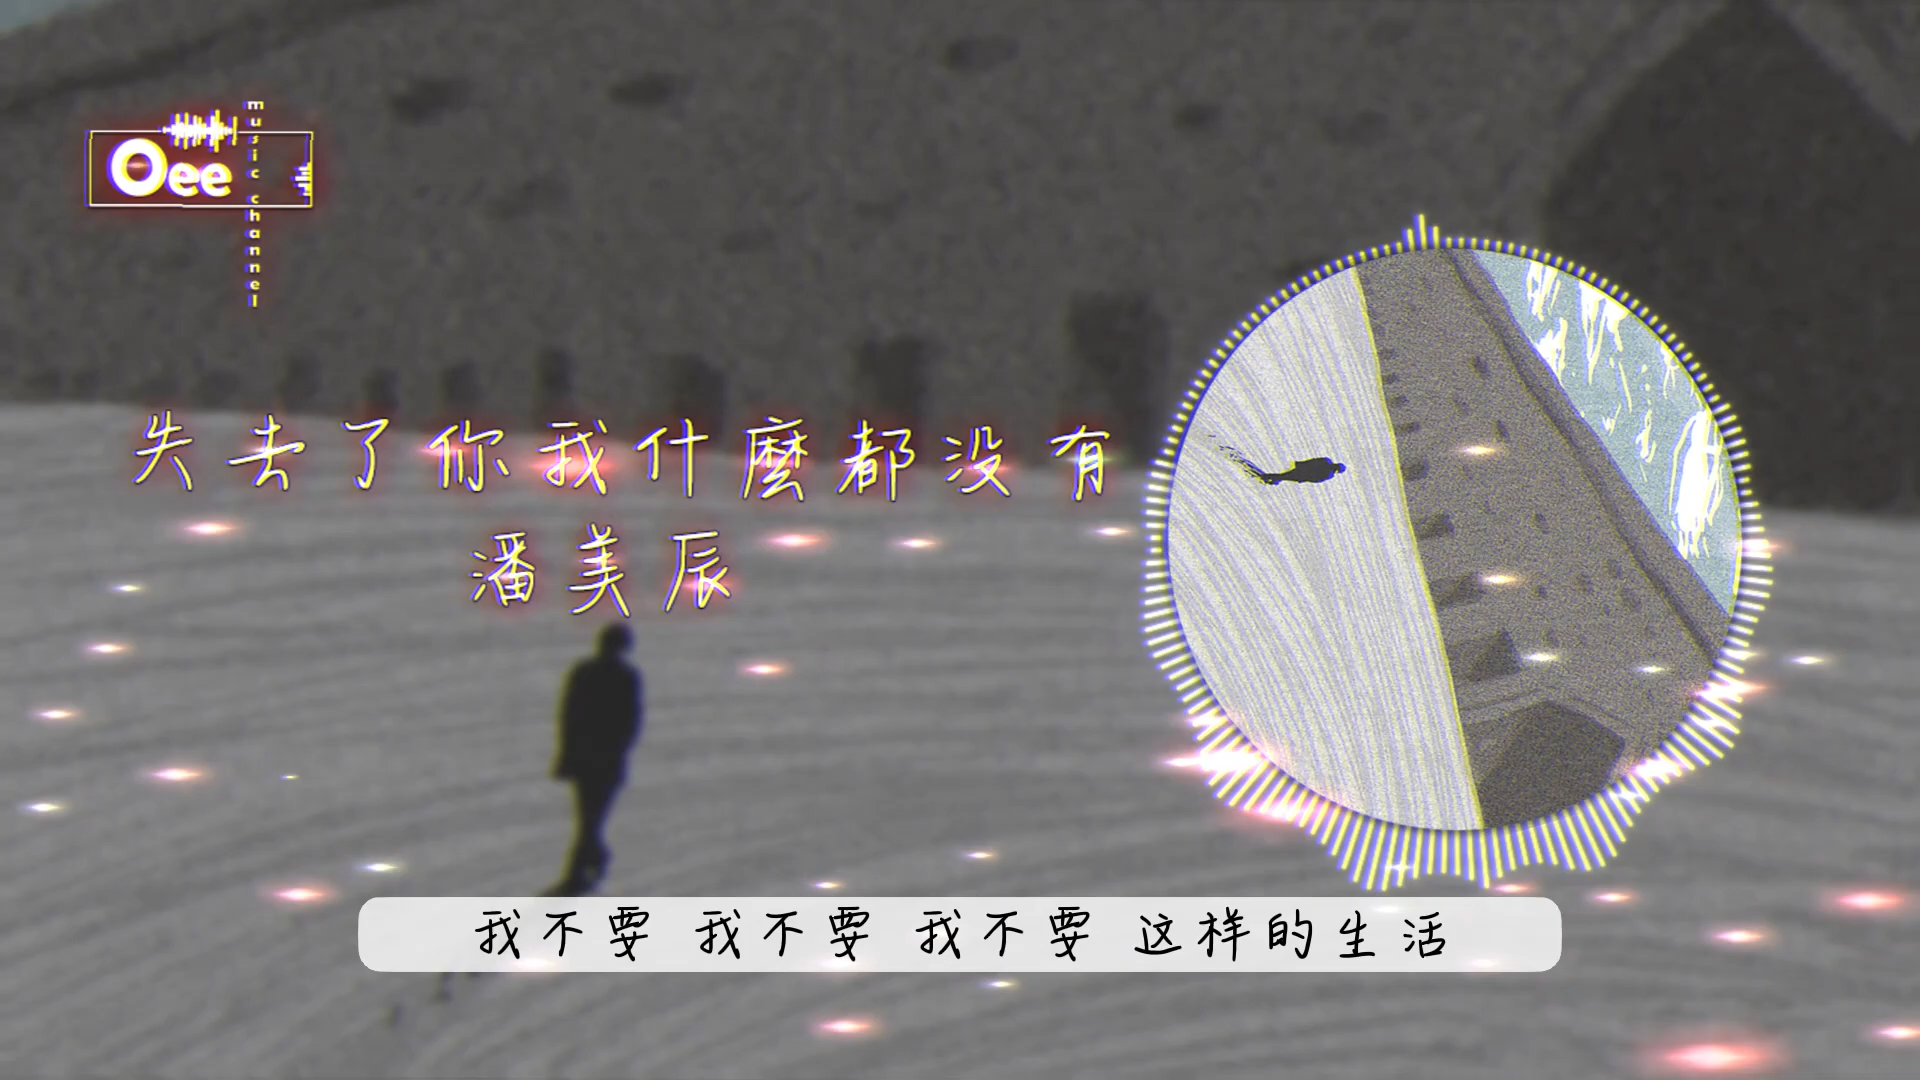 Oee
music channel
失去了你我什麼都没有
潘美辰
我不要 我不要 我不要 这样的生活